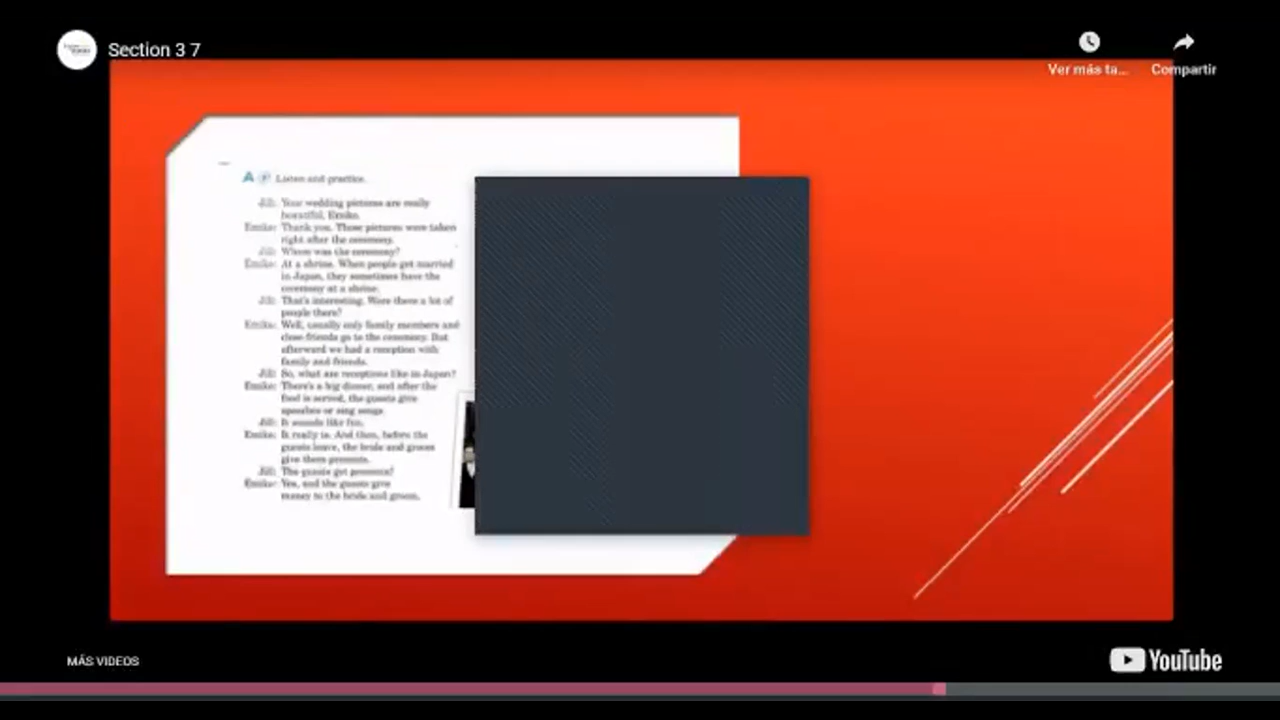 Section 3 7
Ver más ta...
Compartir
A Listen and practice.
Jill: Your wedding pictures are really
beautiful, Emiko.
Emiko: Thank you. Those pictures were taken
right after the ceremony.
Jill: Where was the ceremony?
Emiko: At a shrine. When people get married
in Japan, they sometimes have the
ceremony at a shrine.
Jill: That's interesting. Were there a lot of
people there?
Emiko: Well, usually only family members and
close friends go to the ceremony. But
afterward we had a reception with
family and friends.
Jill: So, what are receptions like in Japan?
Emiko: There's a big dinner, and after the
food is served, the guests give
speeches or sing songs.
Jill: It sounds like fun.
Emiko: It really is. And then, before the
guests leave, the bride and groom
give them presents.
Jill: The guests get presents?
Emiko: Yes, and the guests give
money to the bride and groom.
MÁS VIDEOS
YouTube